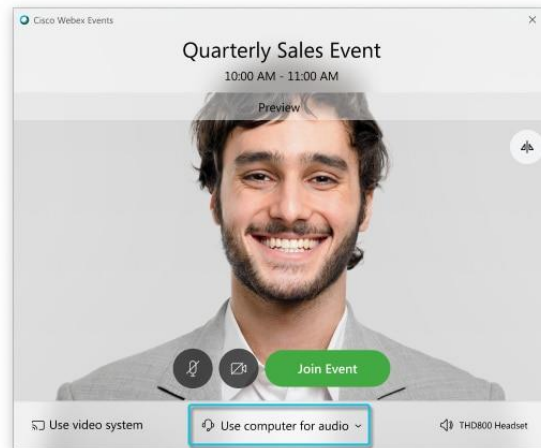 Cisco Webex Events
Quarterly Sales Event
10:00 AM - 11:00 AM
Preview
Join Event
Use video system
Use computer for audio
THD800 Headset